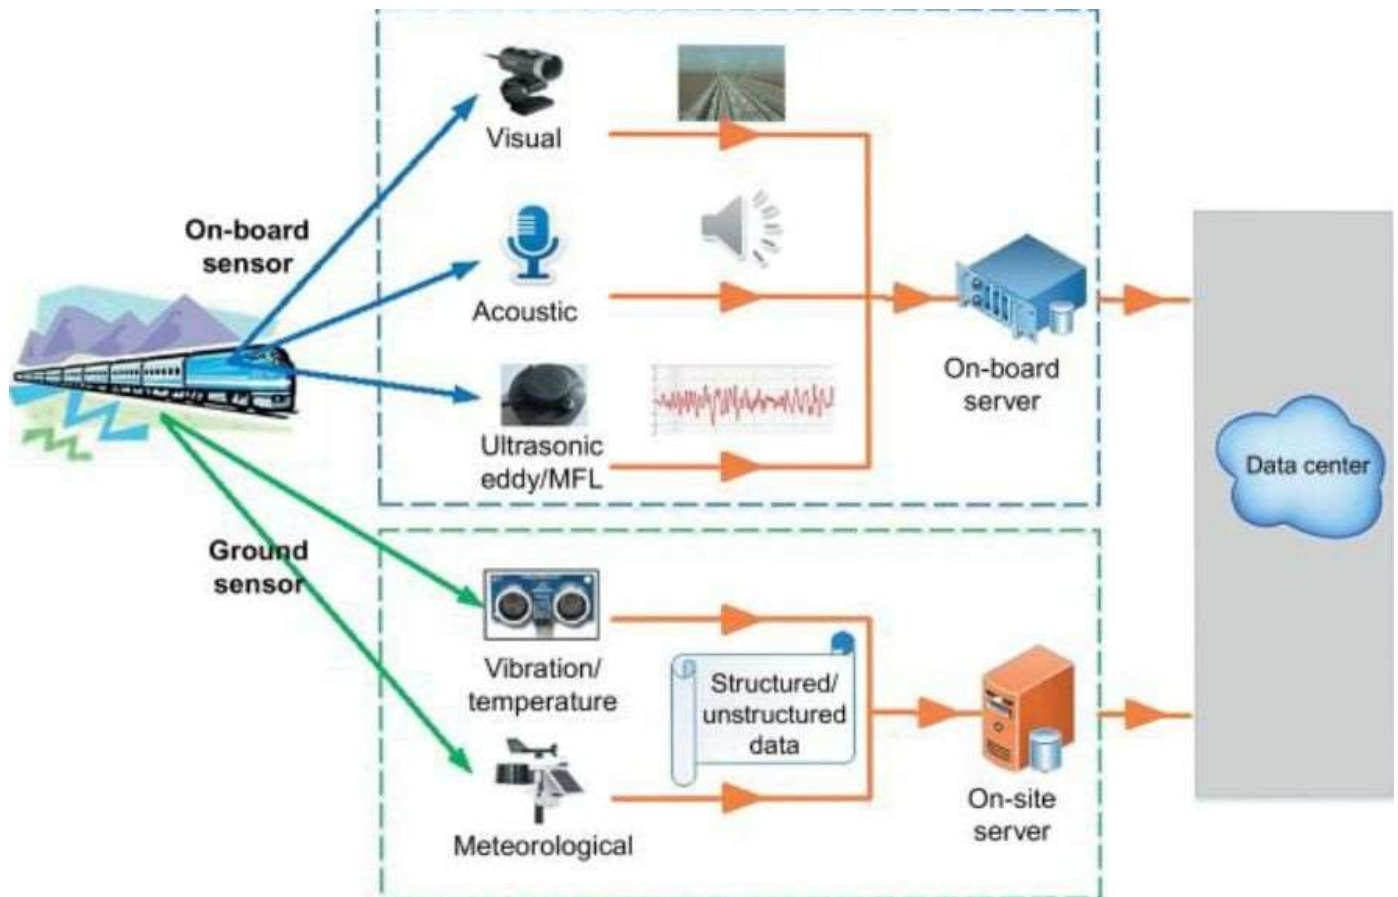 Visual
On-board
sensor
Acoustic
Ultrasonic
eddy/MFL
On-board
server
Data center
Ground
sensor
Vibration/
temperature
Structured/
unstructured
data
Meteorological
On-site
server